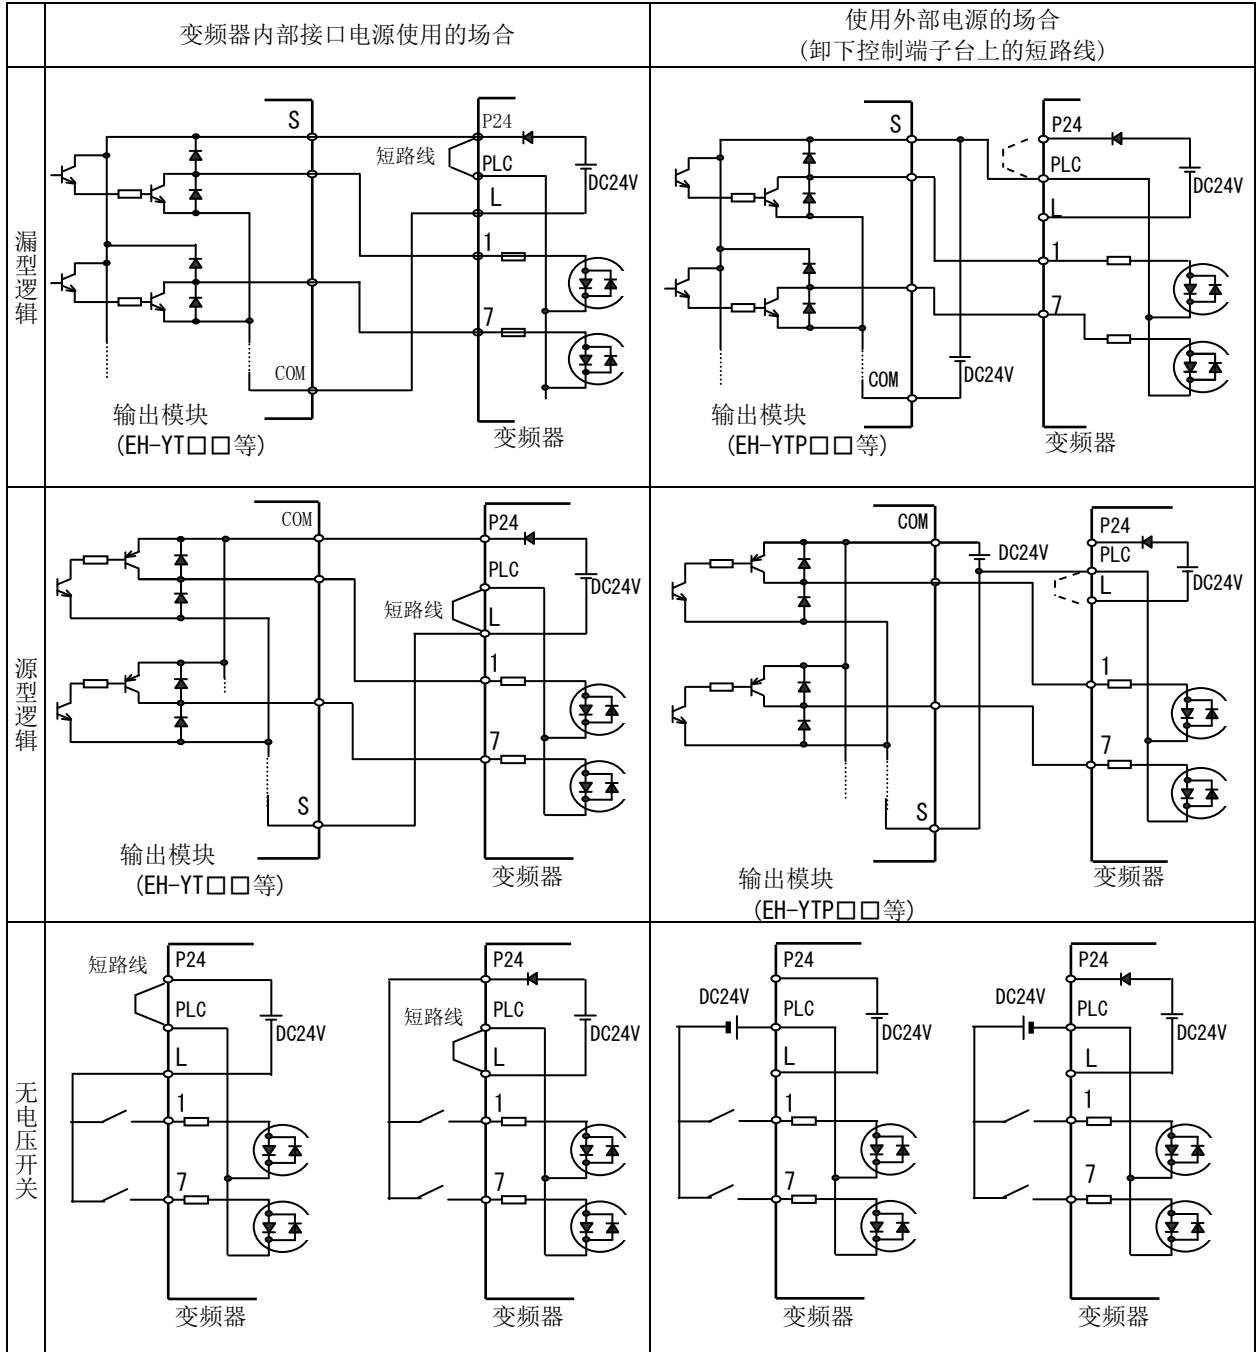 变频器内部接口电源使用的场合
使用外部电源的场合
(卸下控制端子台上的短路线)
漏型逻辑
S
P24
短路线
PLC
DC24V
L
1
7
COM
输出模块
(EH-YT□□等)
变频器
S
P24
PLC
DC24V
L
1
7
COM
DC24V
输出模块
(EH-YTP□□等)
变频器
源型逻辑
COM
P24
PLC
DC24V
短路线
L
1
7
S
输出模块
(EH-YT□□等)
变频器
COM
DC24V
P24
PLC
DC24V
L
1
7
S
输出模块
(EH-YTP□□等)
变频器
无电压开关
短路线
P24
PLC
DC24V
L
1
7
变频器
P24
短路线
PLC
DC24V
L
1
7
变频器
P24
DC24V
PLC
DC24V
L
1
7
变频器
P24
DC24V
PLC
DC24V
L
1
7
变频器